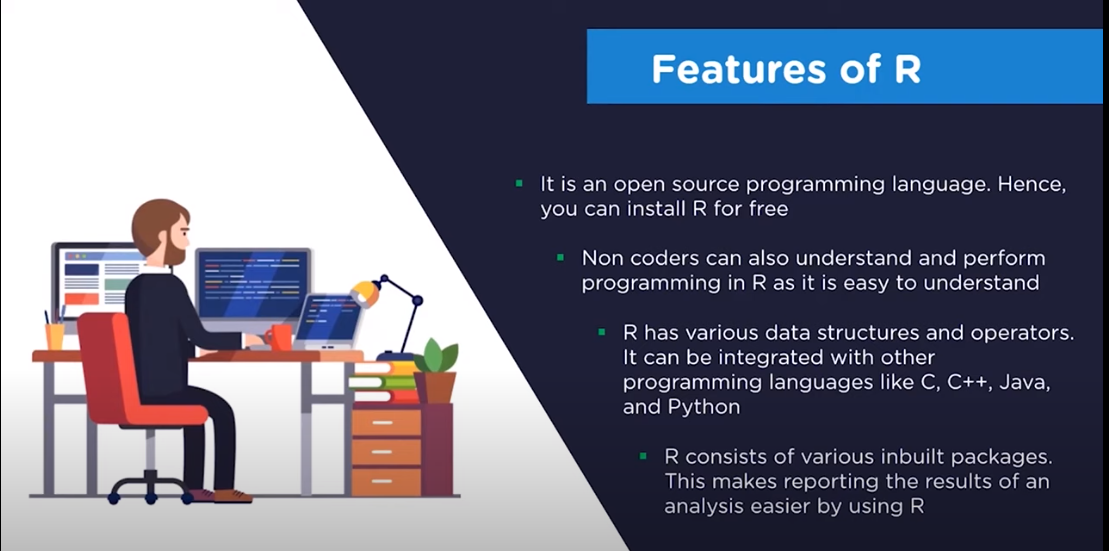 Features of R
It is an open source programming language. Hence,
you can install R for free
Non coders can also understand and perform
programming in R as it is easy to understand
R has various data structures and operators.
It can be integrated with other
programming languages like C, C++, Java,
and Python
R consists of various inbuilt packages.
This makes reporting the results of an
analysis easier by using R